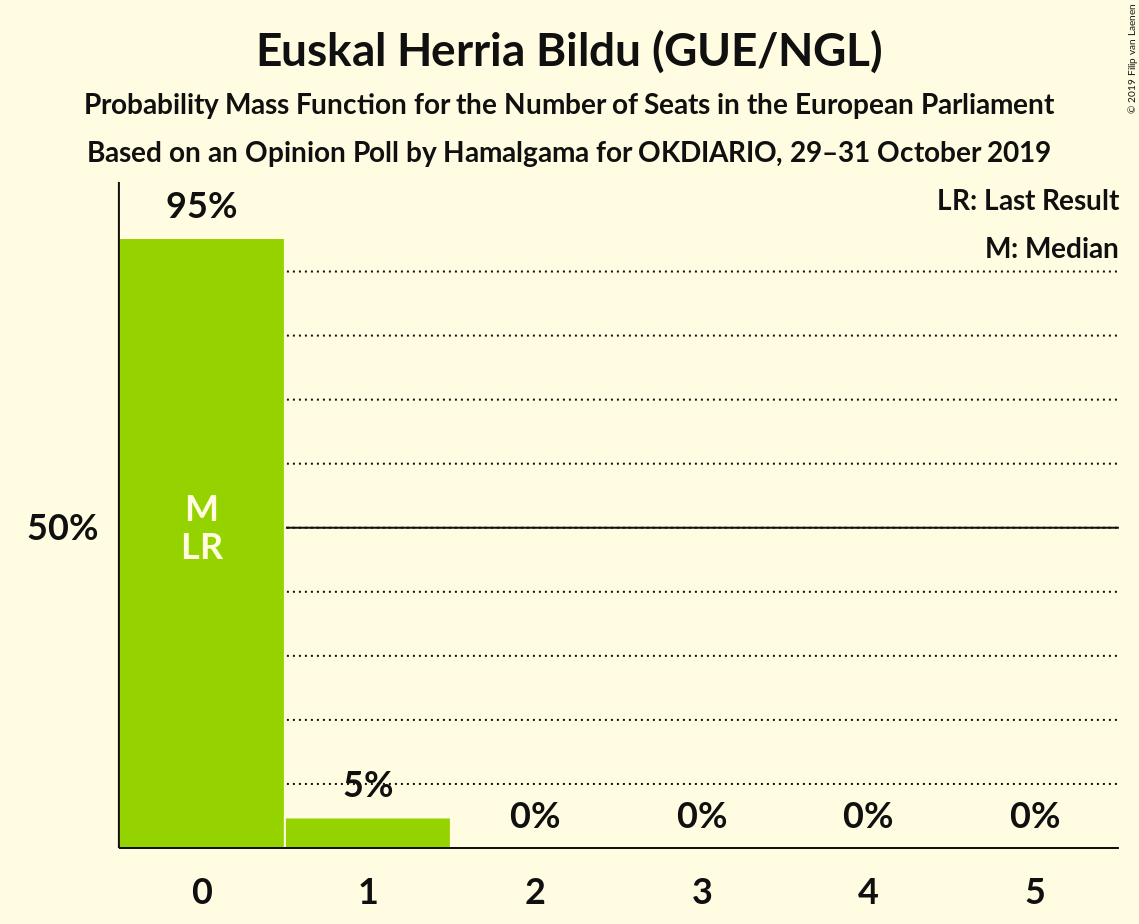 Euskal Herria Bildu (GUE/NGL)
Probability Mass Function for the Number of Seats in the European Parliament
Based on an Opinion Poll by Hamalgama for OKDIARIO, 29–31 October 2019
© 2019 Filip van Laenen
LR: Last Result
M: Median
95%
M
LR
50%
5%
0%
0%
0%
0%
0
1
2
3
4
5